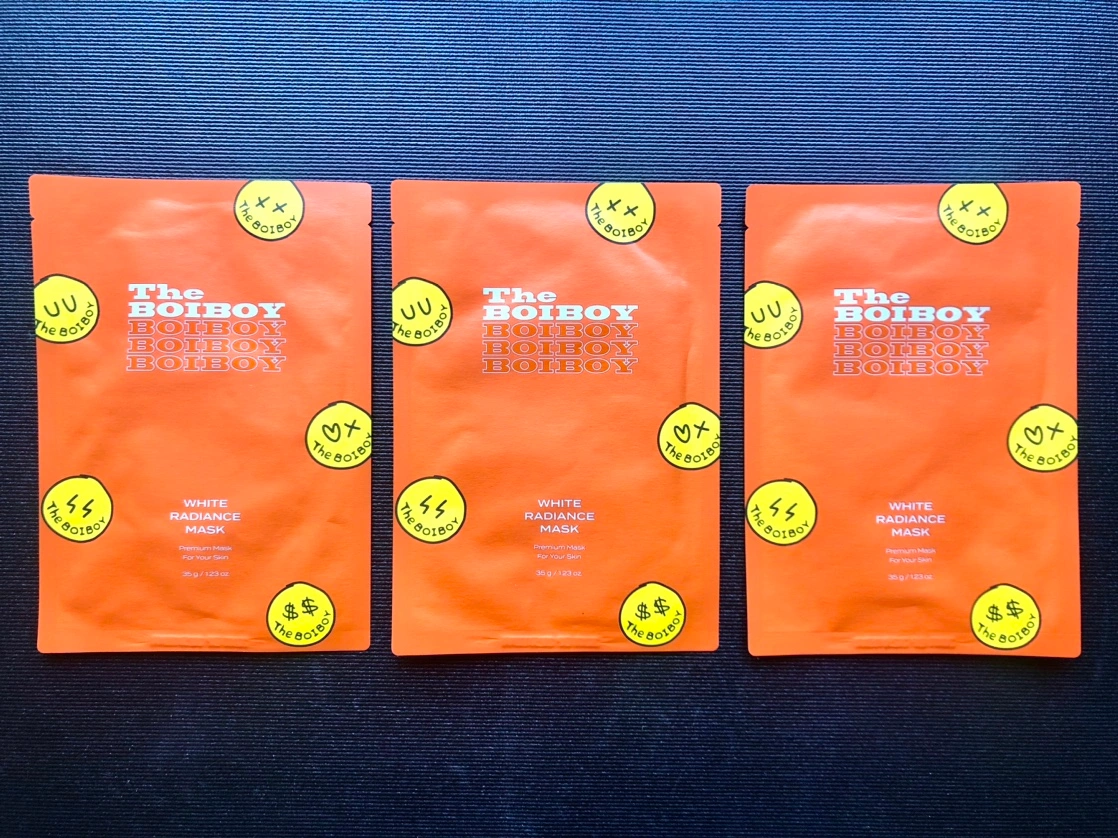 The BOIBOY
The BOIBOY
The
BOIBOY
BOIBOY
BOIBOY
BOIBOY
The BOIBOY
The BOIBOY
WHITE
RADIANCE
MASK
Premium Mask
For Your Skin
35 g / 1.23 oz
$$
The BOIBOY
The BOIBOY
The BOIBOY
The
BOIBOY
BOIBOY
BOIBOY
BOIBOY
The BOIBOY
The BOIBOY
WHITE
RADIANCE
MASK
Premium Mask
For Your Skin
35 g / 1.23 oz
$$
The BOIBOY
The BOIBOY
The BOIBOY
The
BOIBOY
BOIBOY
BOIBOY
BOIBOY
The BOIBOY
The BOIBOY
WHITE
RADIANCE
MASK
Premium Mask
For Your Skin
35 g / 1.23 oz
$$
The BOIBOY